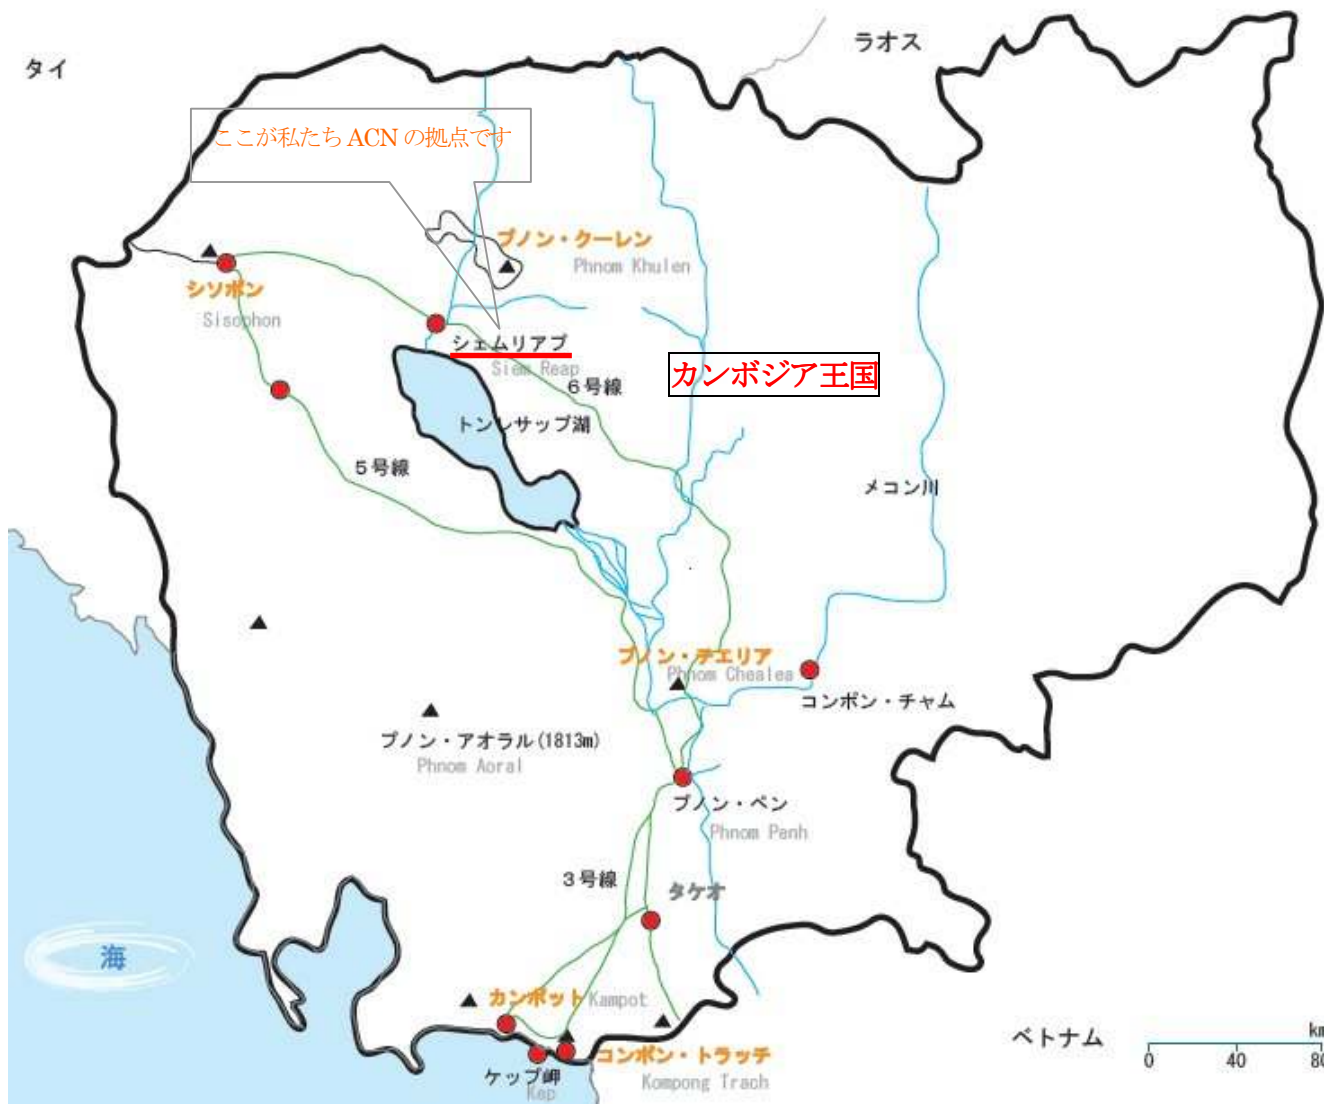 タイ
ラオス
ここが私たち ACN の拠点です
プノン・クーレン
Phnom Khulen
シソポン
Sisophon
シェムリアプ
Siem Reap
6号線
カンボジア王国
トンレサップ湖
5号線
メコン川
プノン・チエリア
Phnom Chealea
コンポン・チャム
プノン・アオラル(1813m)
Phnom Aoral
プノン・ペン
Phnom Penh
3号線
タケオ
海
カンポット Kampot
ベトナム
km
0 40 80
コンポン・トラッチ
Kompong Trach
ケップ岬
Kep